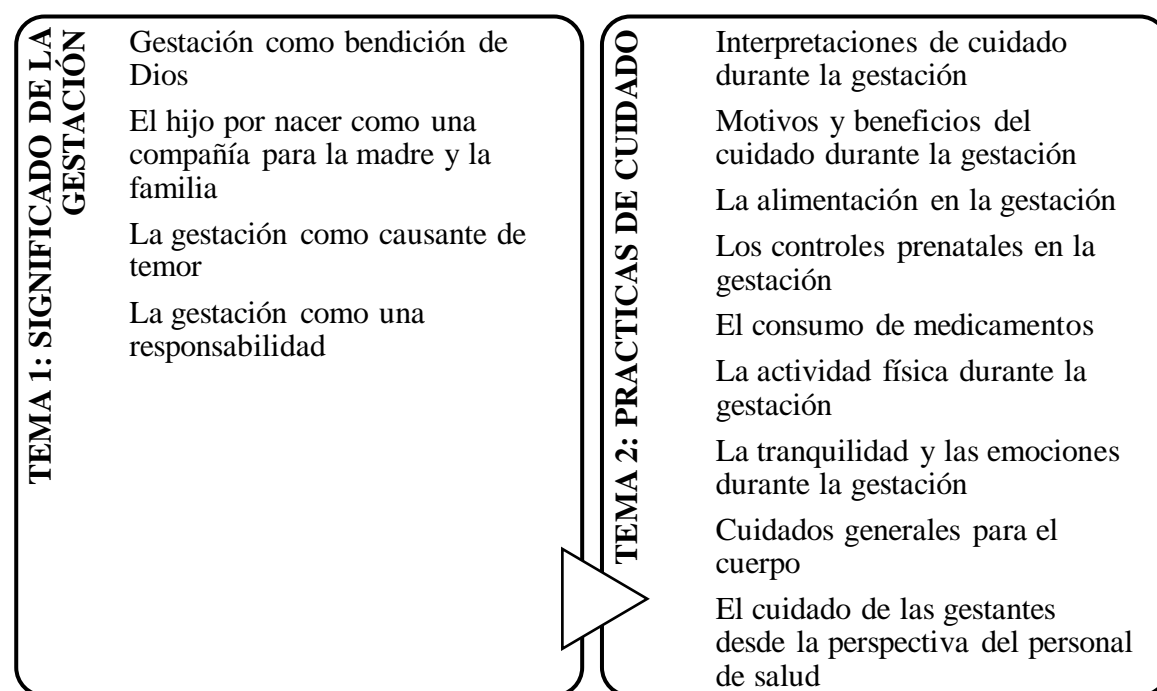 TEMA 1: SIGNIFICADO DE LA
GESTACIÓN
Gestación como bendición de
Dios
El hijo por nacer como una
compañía para la madre y la
familia
La gestación como causante de
temor
La gestación como una
responsabilidad
TEMA 2: PRACTICAS DE CUIDADO
Interpretaciones de cuidado
durante la gestación
Motivos y beneficios del
cuidado durante la gestación
La alimentación en la gestación
Los controles prenatales en la
gestación
El consumo de medicamentos
La actividad física durante la
gestación
La tranquilidad y las emociones
durante la gestación
Cuidados generales para el
cuerpo
El cuidado de las gestantes
desde la perspectiva del personal
de salud